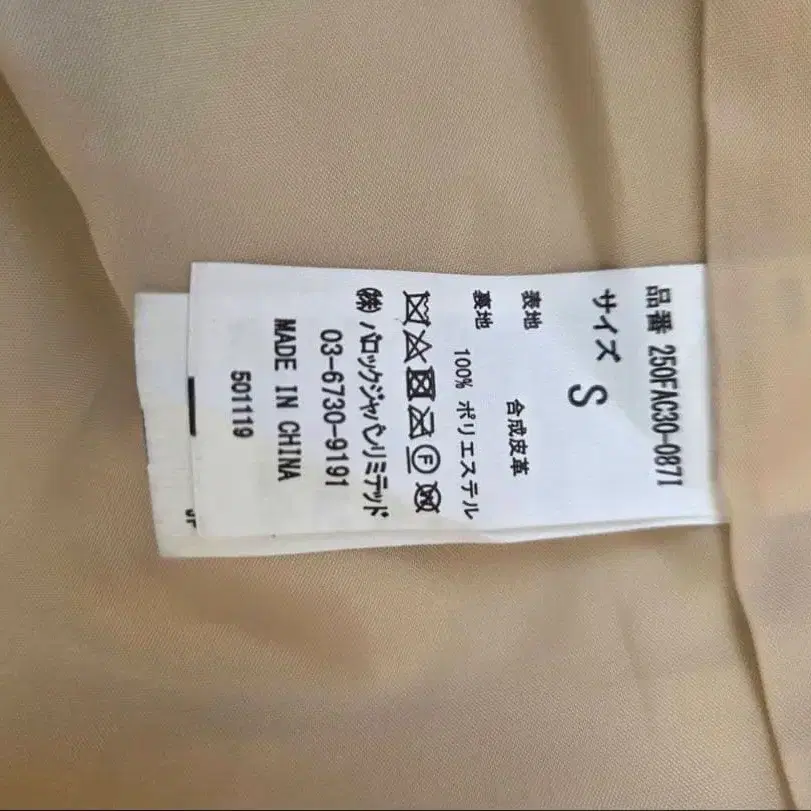 品番 250FAC30-0871
サイズ S
表地 合成皮革
裏地
100% ポリエステル
Ⓕ Ⓦ
㈱バロックジャパンリミテッド
03-6730-9191
MADE IN CHINA
501119